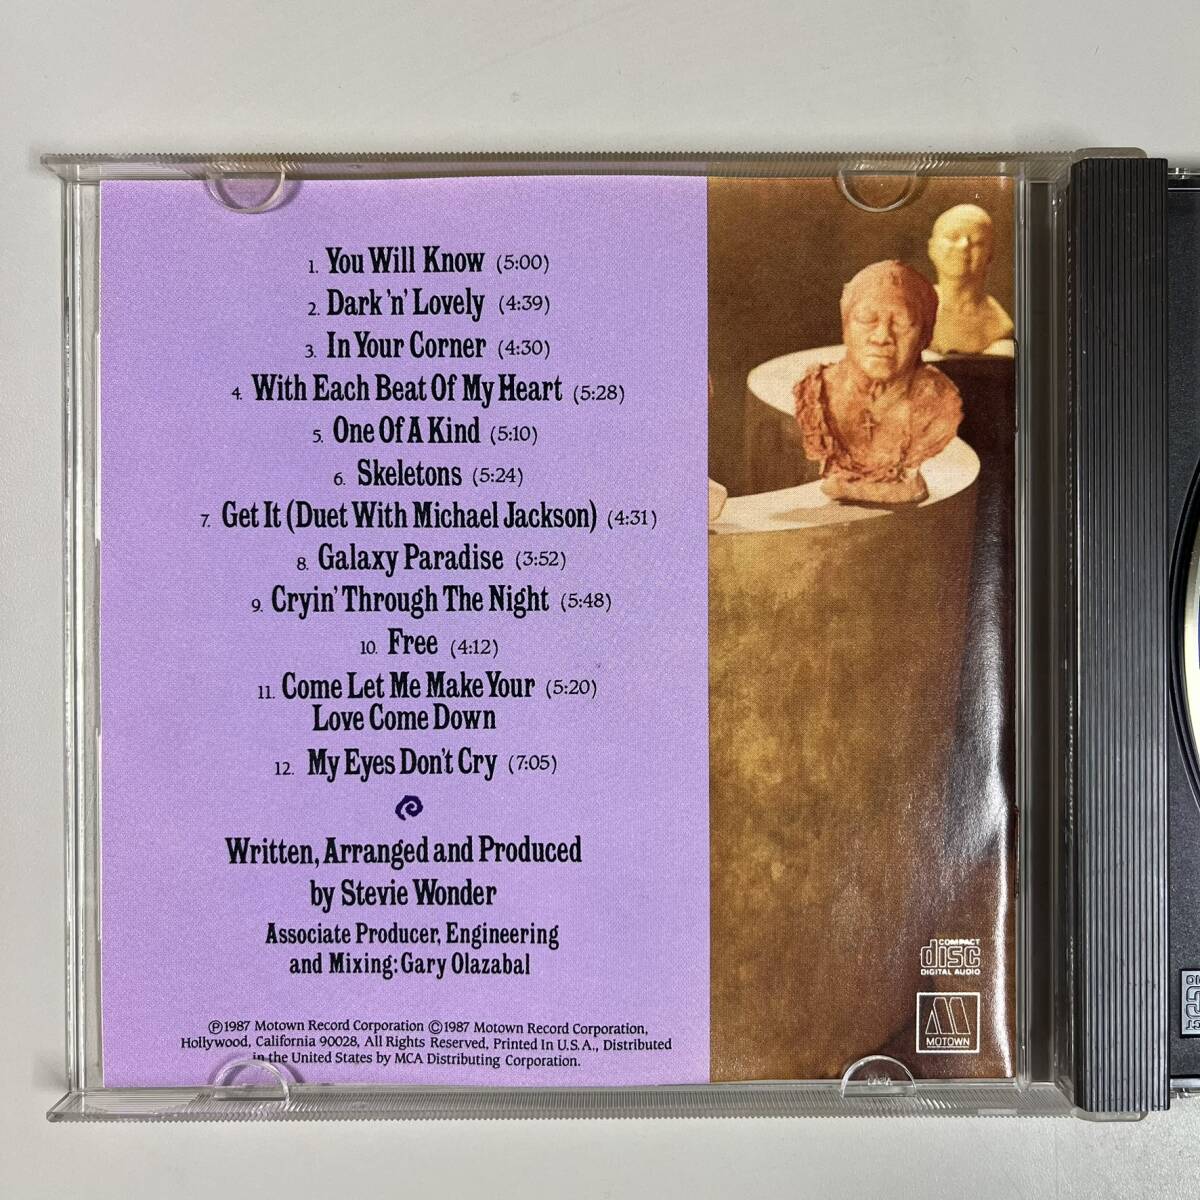 1. You Will Know (5:00)
2. Dark 'n' Lovely (4:39)
3. In Your Corner (4:30)
4. With Each Beat Of My Heart (5:28)
5. One Of A Kind (5:10)
6. Skeletons (5:24)
7. Get It (Duet With Michael Jackson) (4:31)
8. Galaxy Paradise (3:52)
9. Cryin' Through The Night (5:48)
10. Free (4:12)
11. Come Let Me Make Your (5:20)
Love Come Down
12. My Eyes Don't Cry (7:05)
Written, Arranged and Produced
by Stevie Wonder
Associate Producer, Engineering
and Mixing: Gary Olazabal
℗1987 Motown Record Corporation ©1987 Motown Record Corporation,
Hollywood, California 90028, All Rights Reserved, Printed In U.S.A., Distributed
in the United States by MCA Distributing Corporation.
COMPACT
disc
DIGITAL AUDIO
M
MOTOWN